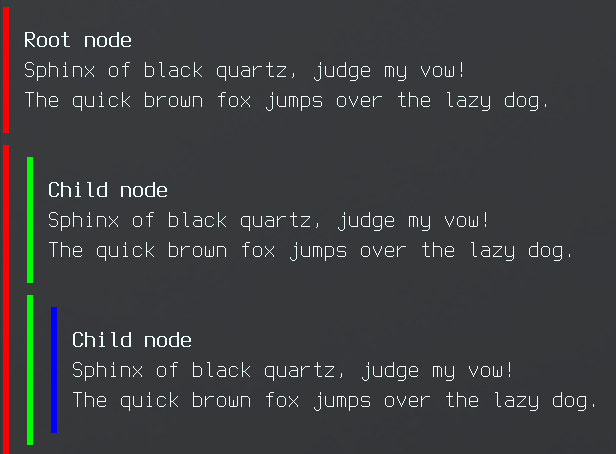 Root node
Sphinx of black quartz, judge my vow!
The quick brown fox jumps over the lazy dog.
Child node
Sphinx of black quartz, judge my vow!
The quick brown fox jumps over the lazy dog.
Child node
Sphinx of black quartz, judge my vow!
The quick brown fox jumps over the lazy dog.